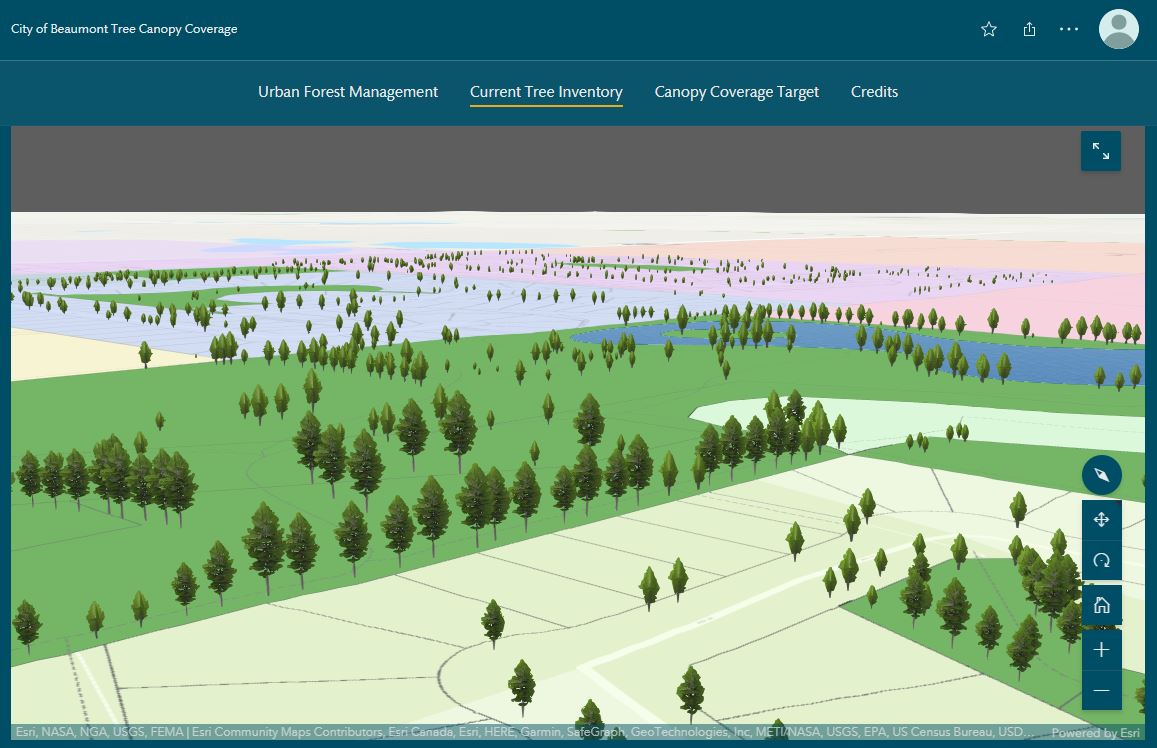 City of Beaumont Tree Canopy Coverage
Urban Forest Management Current Tree Inventory Canopy Coverage Target Credits
Esri, NASA, NGA, USGS, FEMA | Esri Community Maps Contributors, Esri Canada, Esri, HERE, Garmin, SafeGraph, GeoTechnologies, Inc, METI/NASA, USGS, EPA, US Census Bureau, USD... Powered by Esri